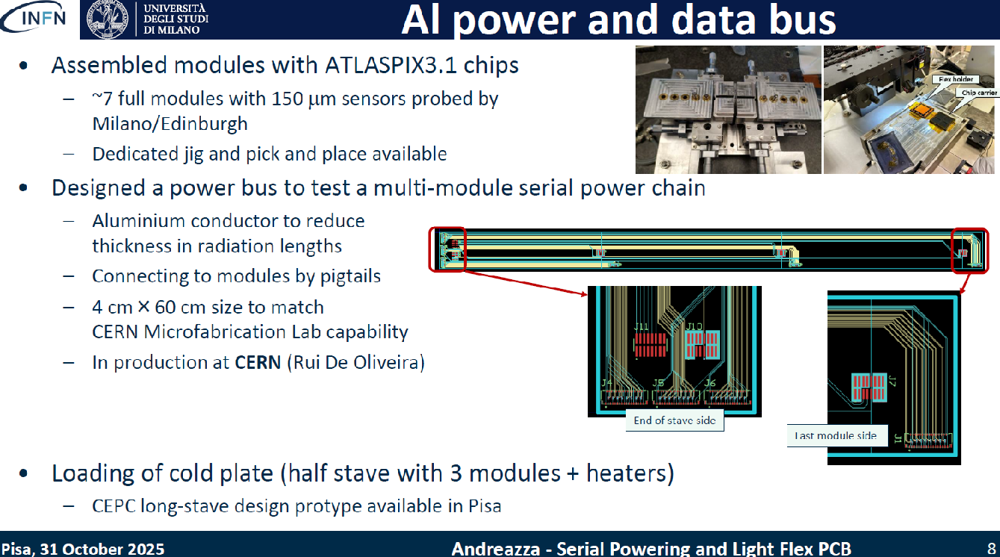 INFN
UNIVERSITÀ
DEGLI STUDI
DI MILANO
Al power and data bus
• Assembled modules with ATLASPIX3.1 chips
– ~7 full modules with 150 µm sensors probed by
Milano/Edinburgh
– Dedicated jig and pick and place available
Flex holder
Chip carrier
• Designed a power bus to test a multi-module serial power chain
– Aluminium conductor to reduce
thickness in radiation lengths
– Connecting to modules by pigtails
– 4 cm × 60 cm size to match
CERN Microfabrication Lab capability
– In production at CERN (Rui De Oliveira)
J11
J10
J4
J5
J6
End of stave side
J7
J1
Last module side
• Loading of cold plate (half stave with 3 modules + heaters)
– CEPC long-stave design protype available in Pisa
Pisa, 31 October 2025
Andreazza - Serial Powering and Light Flex PCB
8